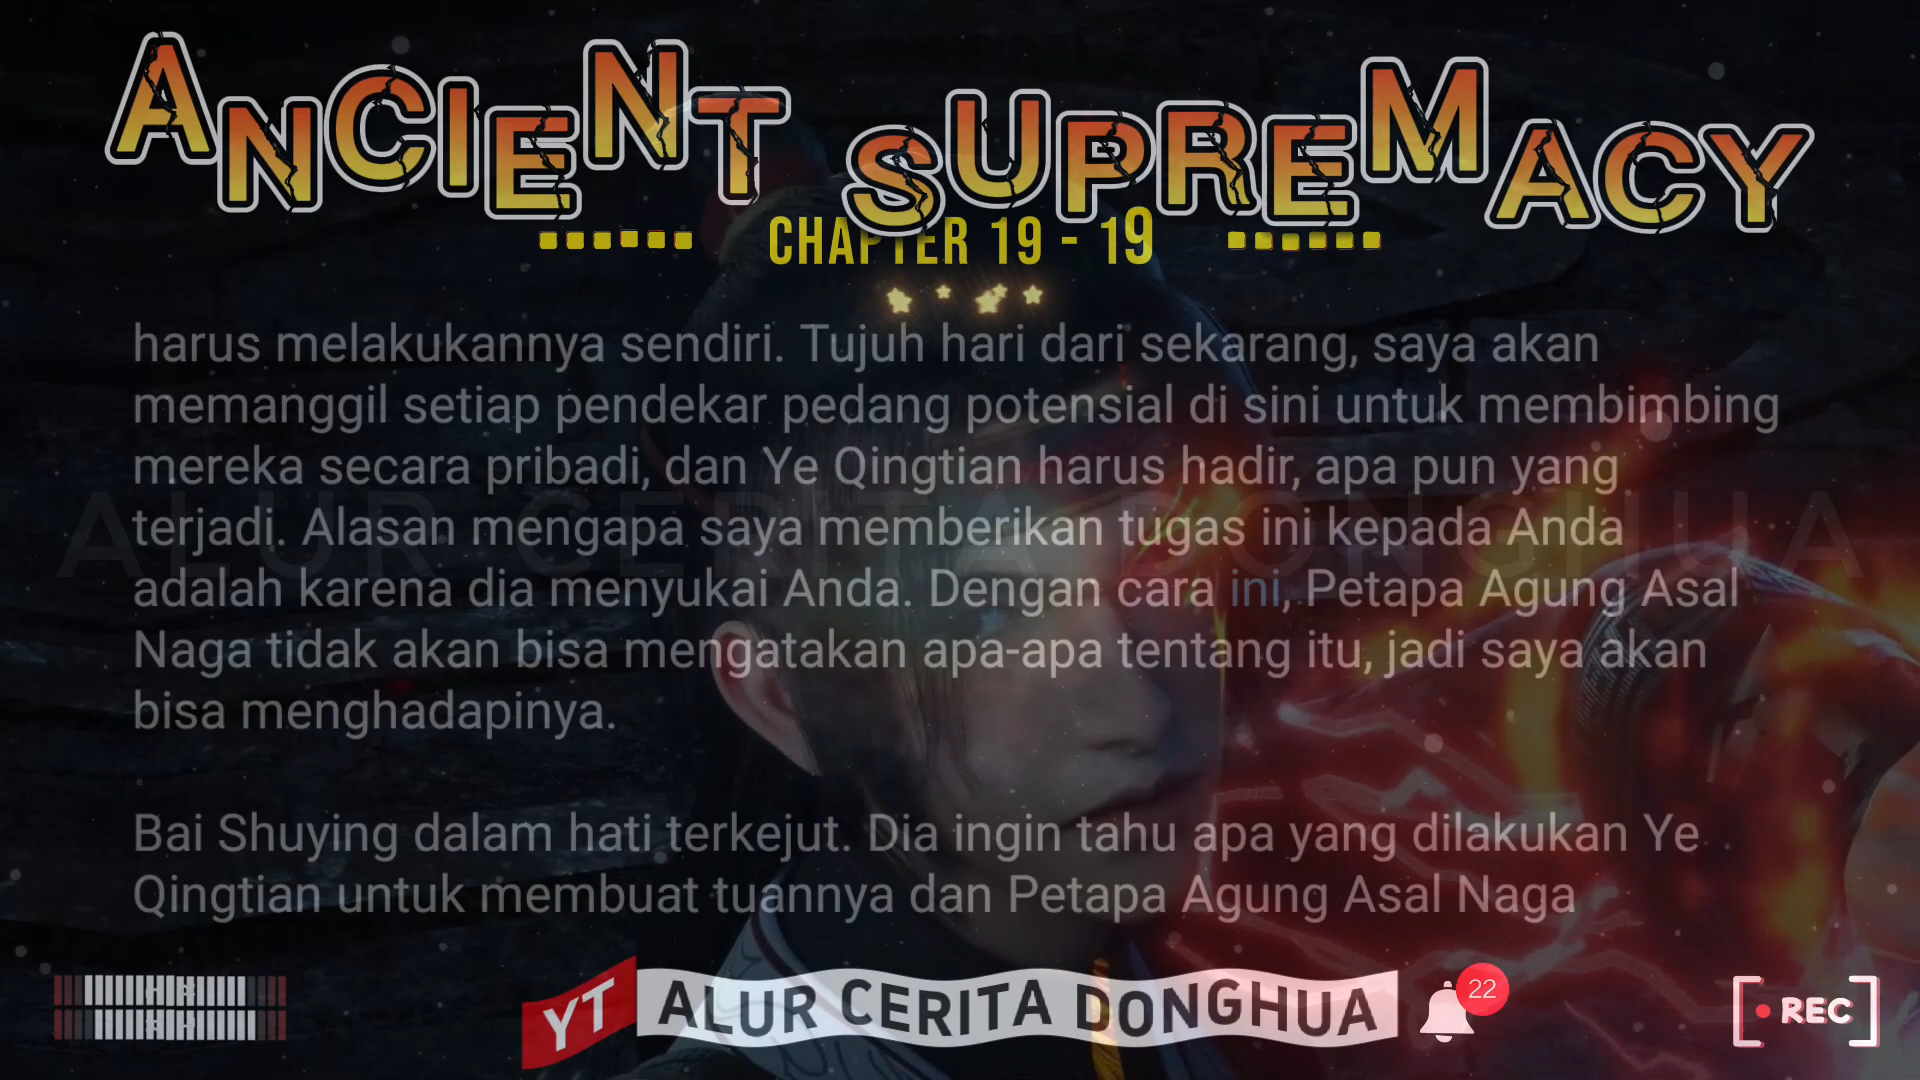 ANCIENT SUPREMACY
CHAPTER 19 - 19
harus melakukannya sendiri. Tujuh hari dari sekarang, saya akan
memanggil setiap pendekar pedang potensial di sini untuk membimbing
mereka secara pribadi, dan Ye Qingtian harus hadir, apa pun yang
terjadi. Alasan mengapa saya memberikan tugas ini kepada Anda
adalah karena dia menyukai Anda. Dengan cara ini, Petapa Agung Asal
Naga tidak akan bisa mengatakan apa-apa tentang itu, jadi saya akan
bisa menghadapinya.
ALUR CERITA DONGHUA
Bai Shuying dalam hati terkejut. Dia ingin tahu apa yang dilakukan Ye
Qingtian untuk membuat tuannya dan Petapa Agung Asal Naga
YT ALUR CERITA DONGHUA
22
REC